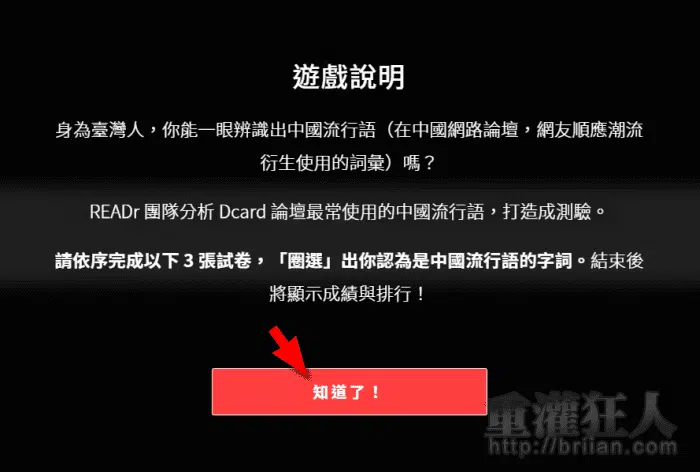 遊戲說明
身為臺灣人，你能一眼辨識出中國流行語（在中國網路論壇，網友順應潮流
衍生使用的詞彙）嗎？
READr 團隊分析 Dcard 論壇最常使用的中國流行語，打造成測驗。
請依序完成以下 3 張試卷，「圈選」出你認為是中國流行語的字詞。結束後
將顯示成績與排行！
知道了！
重灌狂人
http://briian.com